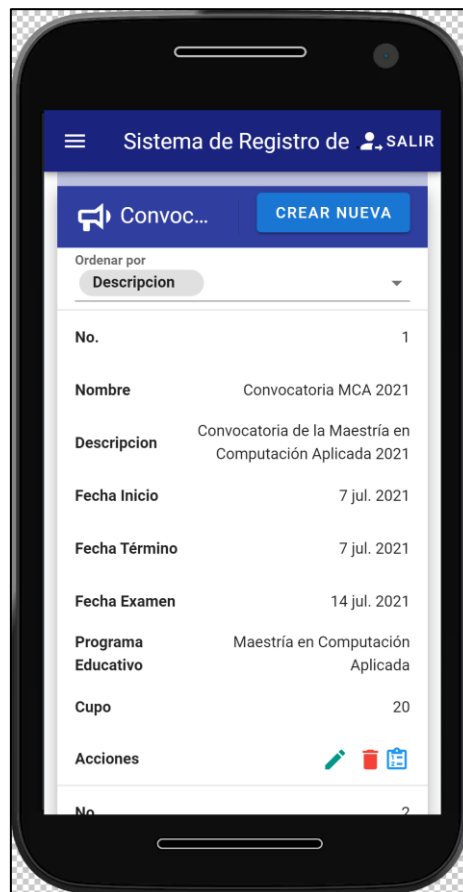 Sistema de Registro de
SALIR
Convoc...
CREAR NUEVA
Ordenar por
Descripcion
No. 1
Nombre Convocatoria MCA 2021
Descripcion Convocatoria de la Maestría en
Computación Aplicada 2021
Fecha Inicio 7 jul. 2021
Fecha Término 7 jul. 2021
Fecha Examen 14 jul. 2021
Programa Educativo Maestría en Computación
Aplicada
Cupo 20
Acciones
No. 2